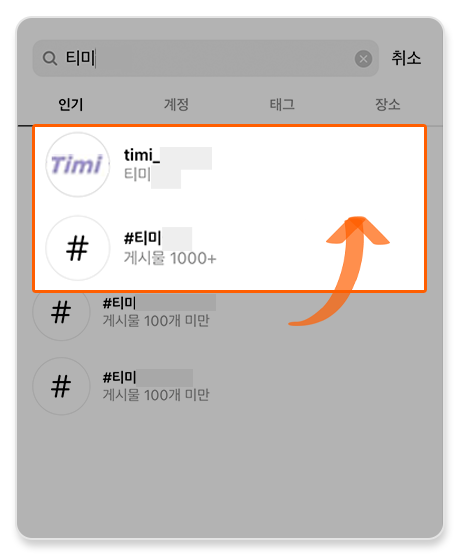 티미 취소
인기 계정 태그 장소
Timi
timi_
티미
# #티미
게시물 1000+
# #티미
게시물 100개 미만
# #티미
게시물 100개 미만